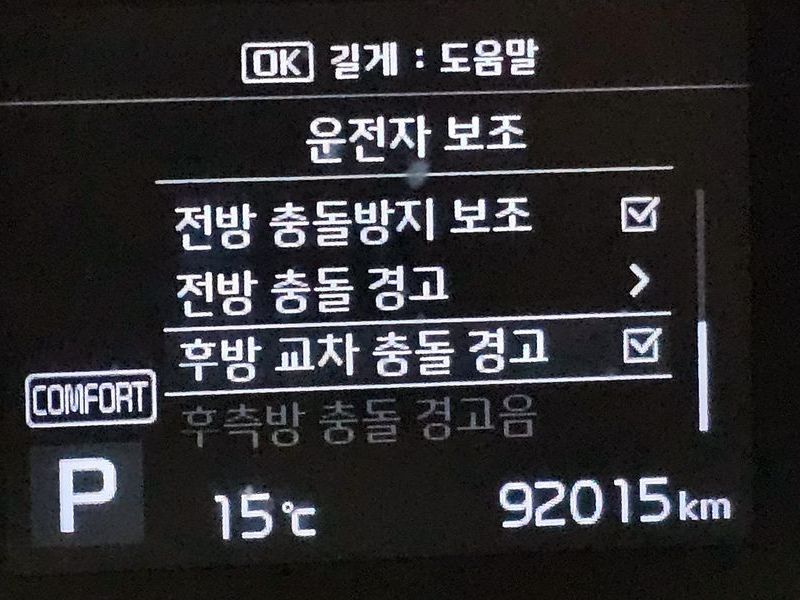 OK 길게 : 도움말
운전자 보조
전방 충돌방지 보조
전방 충돌 경고
후방 교차 충돌 경고
후측방 충돌 경고음
COMFORT
P
15℃
92015 km